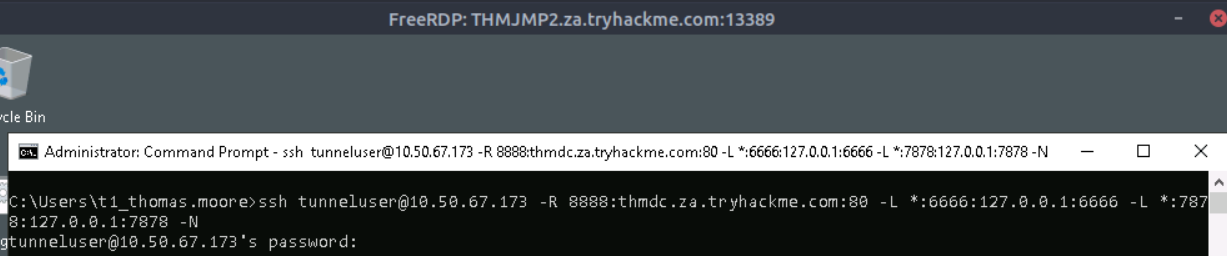 FreeRDP: THMJMP2.za.tryhackme.com:13389
ycle Bin
Administrator: Command Prompt - ssh tunneluser@10.50.67.173 -R 8888:thmdc.za.tryhackme.com:80 -L *:6666:127.0.0.1:6666 -L *:7878:127.0.0.1:7878 -N
C:\Users\t1_thomas.moore>ssh tunneluser@10.50.67.173 -R 8888:thmdc.za.tryhackme.com:80 -L *:6666:127.0.0.1:6666 -L *:787
8:127.0.0.1:7878 -N
tunneluser@10.50.67.173's password: